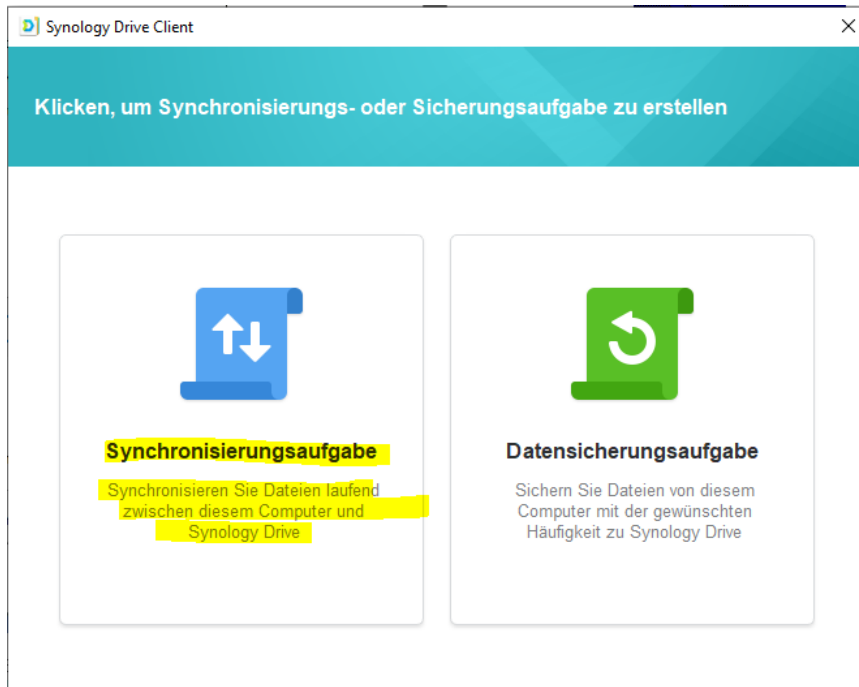 Synology Drive Client
Klicken, um Synchronisierungs- oder Sicherungsaufgabe zu erstellen
Synchronisierungsaufgabe
Synchronisieren Sie Dateien laufend
zwischen diesem Computer und
Synology Drive
Datensicherungsaufgabe
Sichern Sie Dateien von diesem
Computer mit der gewünschten
Häufigkeit zu Synology Drive